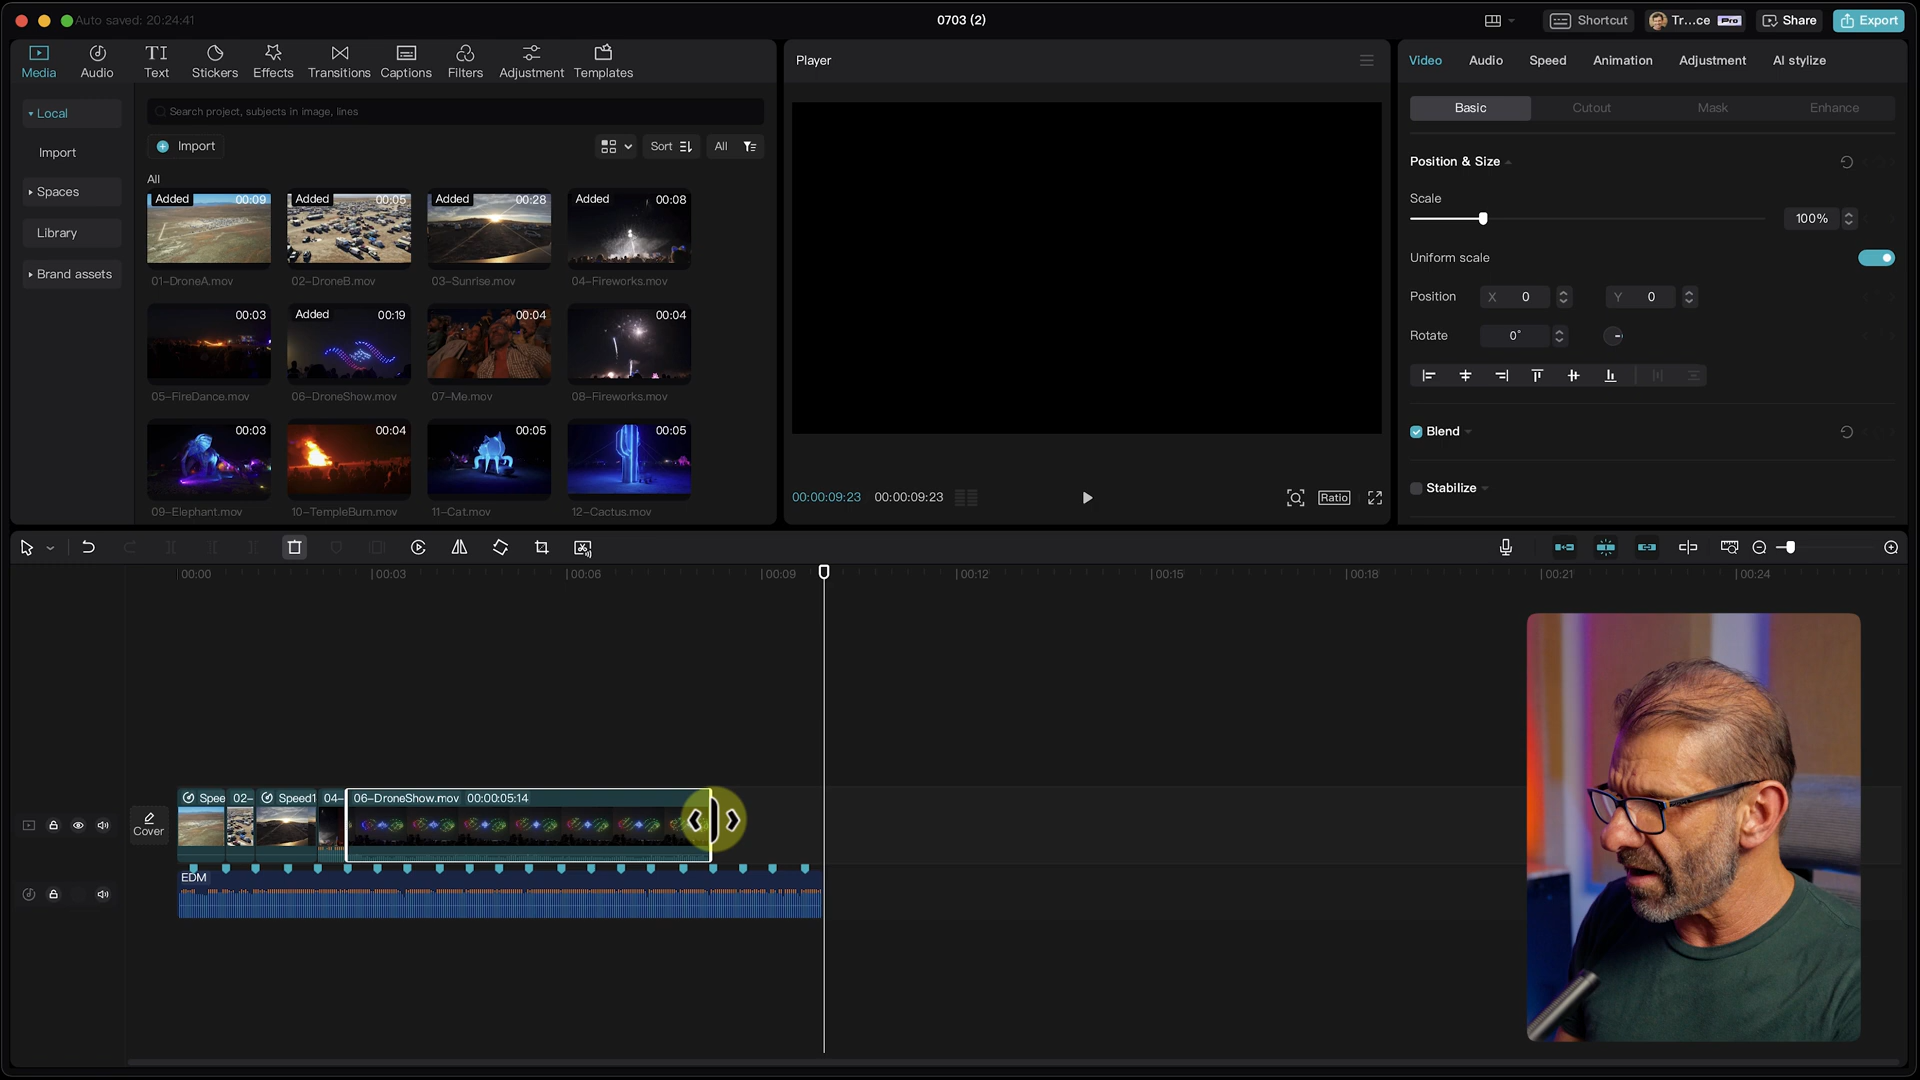 Auto saved: 20:24:41
0703 (2)
Shortcut
Tr...ce
Pro
Share
Export
Media
Audio
Text
Stickers
Effects
Transitions
Captions
Filters
Adjustment
Templates
Local
Import
Spaces
Library
Brand assets
Search project, subjects in image, lines
Import
Sort
All
All
Added 00:09
Added 00:05
Added 00:28
Added 00:08
01-DroneA.mov
02-DroneB.mov
03-Sunrise.mov
04-Fireworks.mov
00:03
Added 00:19
00:04
00:04
05-FireDance.mov
06-DroneShow.mov
07-Me.mov
08-Fireworks.mov
00:03
00:04
00:05
00:05
09-Elephant.mov
10-TempleBurn.mov
11-Cat.mov
12-Cactus.mov
Player
00:00:09:23
00:00:09:23
Ratio
Video
Audio
Speed
Animation
Adjustment
AI stylize
Basic
Cutout
Mask
Enhance
Position & Size
Scale
100%
Uniform scale
Position X 0 Y 0
Rotate 0°
Blend
Stabilize
00:00
00:03
00:06
00:09
00:12
00:15
00:18
00:21
00:24
Cover
Spee
02-
Speed1
04-
06-DroneShow.mov 00:00:05:14
EDM